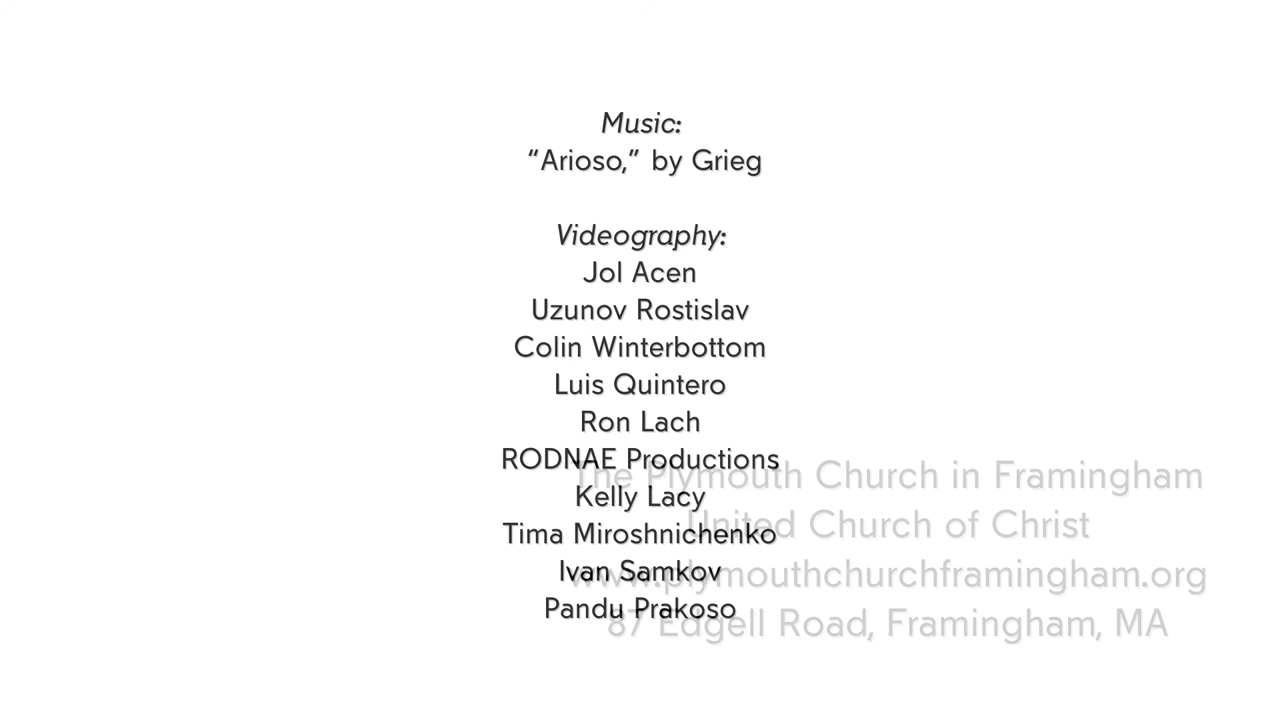 Music:
“Arioso,” by Grieg
Videography:
Jol Acen
Uzunov Rostislav
Colin Winterbottom
Luis Quintero
Ron Lach
RODNAE Productions
Kelly Lacy
Tima Miroshnichenko
Ivan Samkov
Pandu Prakoso
The Plymouth Church in Framingham
United Church of Christ
www.plymouthchurchframingham.org
87 Edgell Road, Framingham, MA